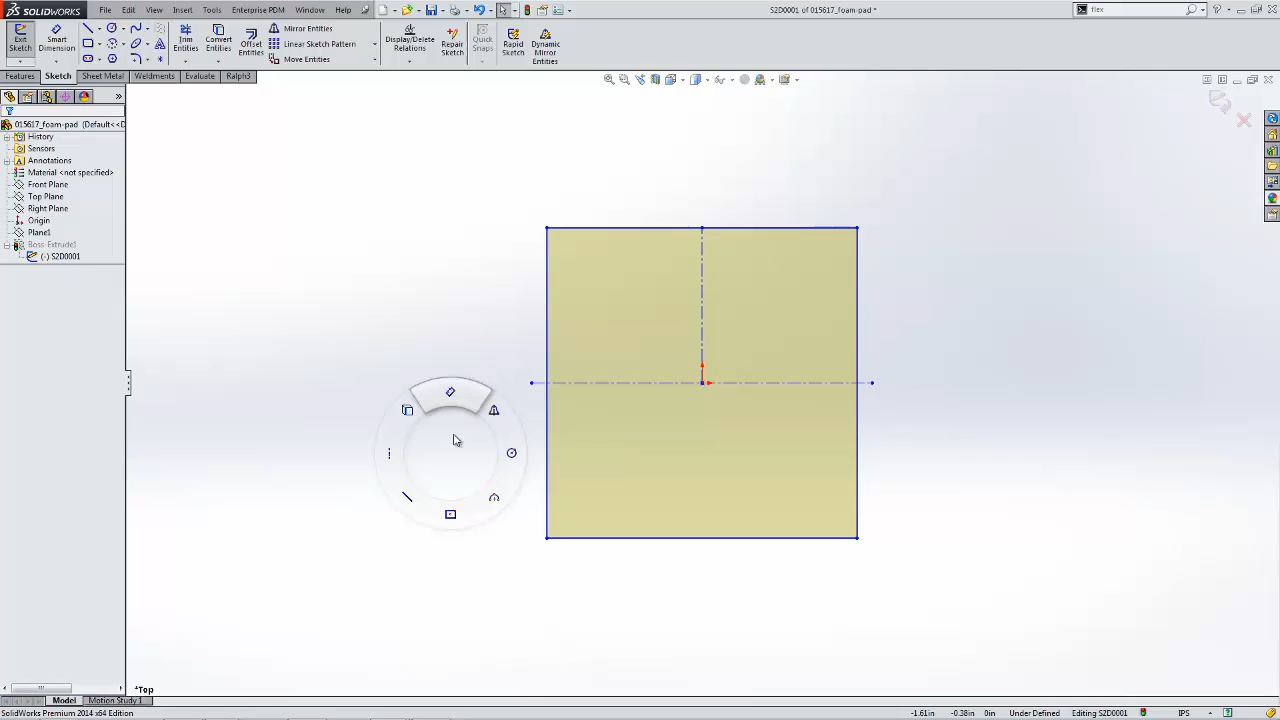 SOLIDWORKS File Edit View Insert Tools Enterprise PDM Window Help S2D0001 of 015617_foam-pad * flex
Exit Sketch
Smart Dimension
Trim Entities
Convert Entities
Offset Entities
Mirror Entities
Linear Sketch Pattern
Move Entities
Display/Delete Relations
Repair Sketch
Quick Snaps
Rapid Sketch
Dynamic Mirror Entities
Features Sketch Sheet Metal Weldments Evaluate Ralph3
015617_foam-pad (Default<<D
History
Sensors
Annotations
Material <not specified>
Front Plane
Top Plane
Right Plane
Origin
Plane1
Boss-Extrude1
(-) S2D0001
*Top
Model Motion Study 1
SolidWorks Premium 2014 x64 Edition -1.61in -0.38in 0in Under Defined Editing S2D0001 IPS